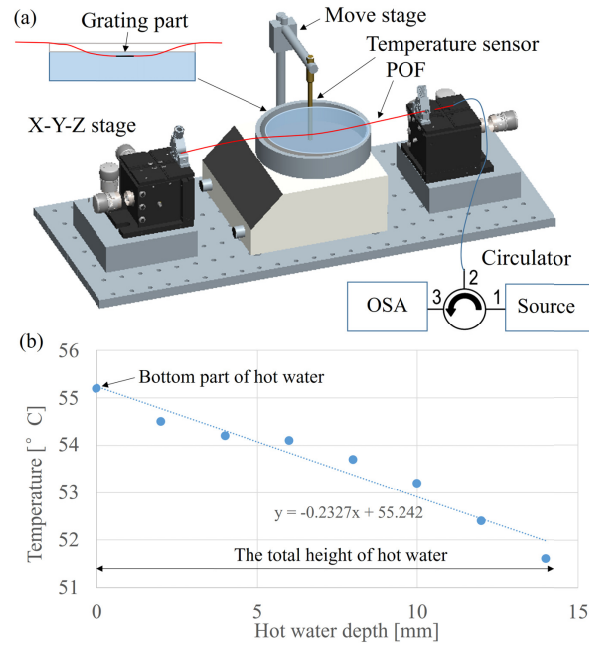 (a)
Grating part
Move stage
Temperature sensor
POF
X-Y-Z stage
Circulator
2
OSA
3
1
Source
(b)
56
55
54
53
52
51
Temperature [° C]
Bottom part of hot water
y = -0.2327x + 55.242
The total height of hot water
0
5
10
15
Hot water depth [mm]